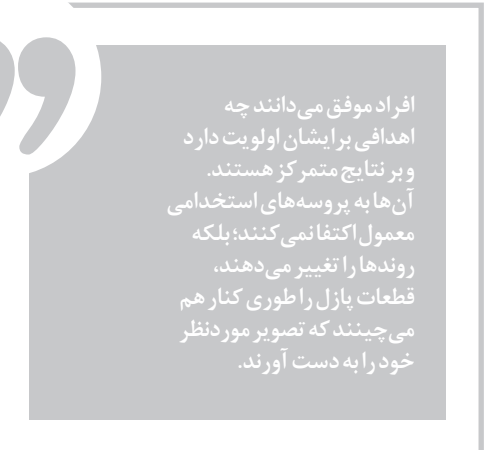 افراد موفق می‌دانند چه
اهدافی برایشان اولویت دارد
و بر نتایج متمرکز هستند.
آن‌ها به پروسه‌های استخدامی
معمول اکتفا نمی‌کنند؛ بلکه
روندها را تغییر می‌دهند،
قطعات پازل را طوری کنار هم
می‌چینند که تصویر موردنظر
خود را به دست آورند.